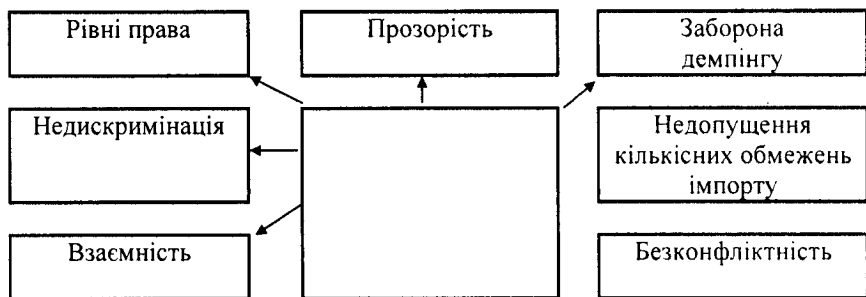 Рівні права
Прозорість
Заборона
демпінгу
Недискримінація
Недопущення
кількісних обмежень
імпорту
Взаємність
Безконфліктність